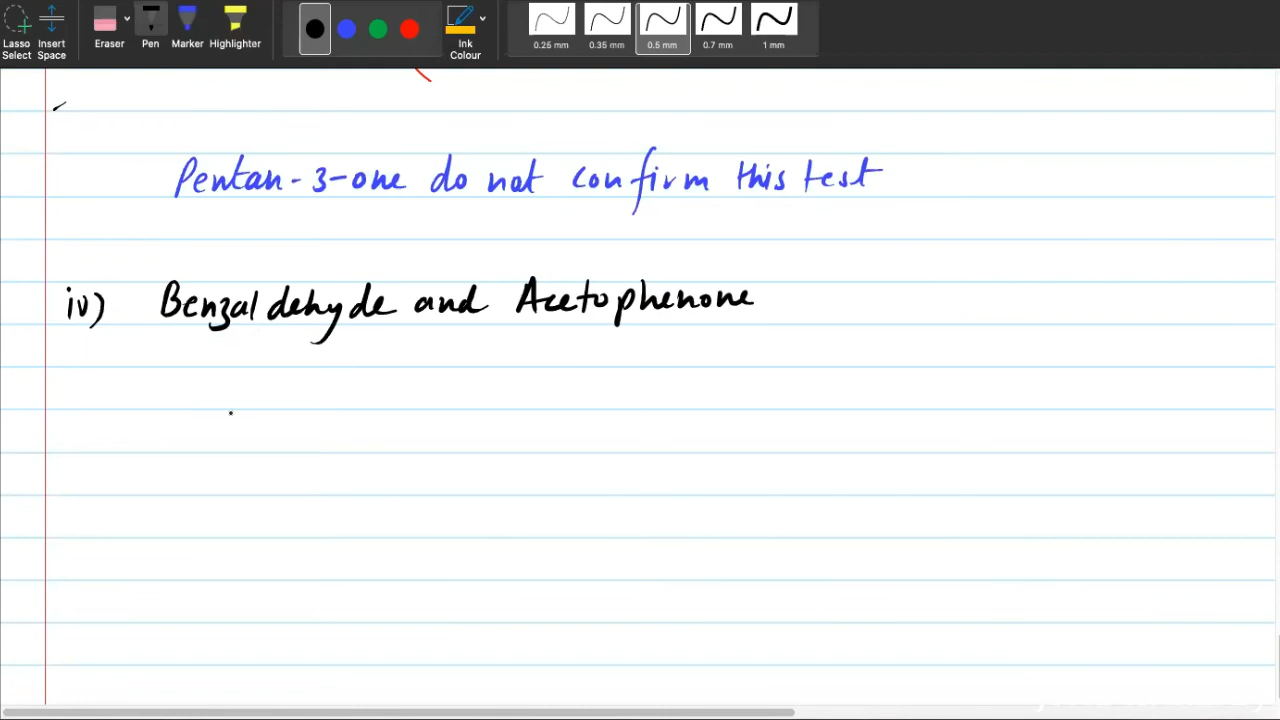 Lasso Select
Insert Space
Eraser
Pen
Marker
Highlighter
Ink Colour
0.25 mm
0.35 mm
0.5 mm
0.7 mm
1 mm
Pentan-3-one do not confirm this test
iv) Benzaldehyde and Acetophenone